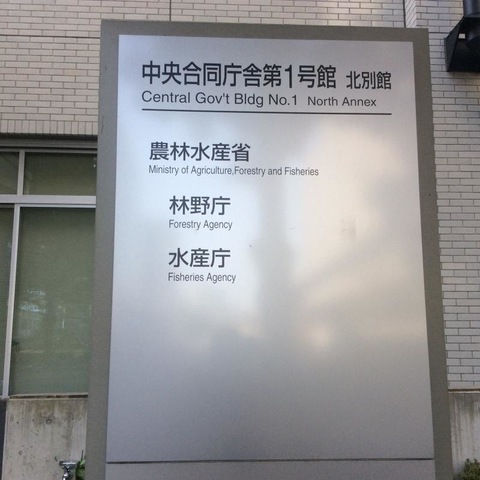 中央合同庁舎第1号館 北別館
Central Gov't Bldg No.1 North Annex
農林水産省
Ministry of Agriculture,Forestry and Fisheries
林野庁
Forestry Agency
水産庁
Fisheries Agency